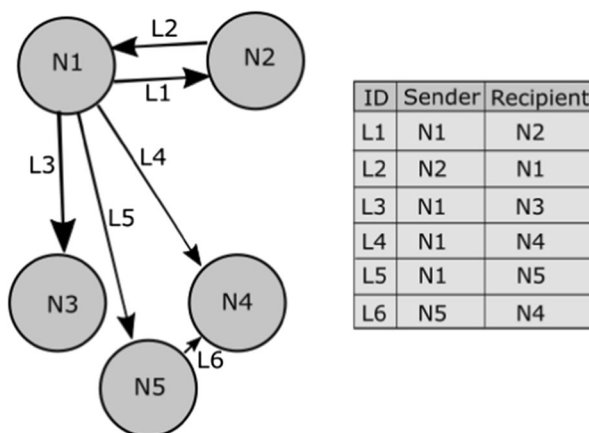 L2
N1
N2
L1
L3
L4
L5
N3
N4
L6
N5
ID Sender Recipient
L1 N1 N2
L2 N2 N1
L3 N1 N3
L4 N1 N4
L5 N1 N5
L6 N5 N4